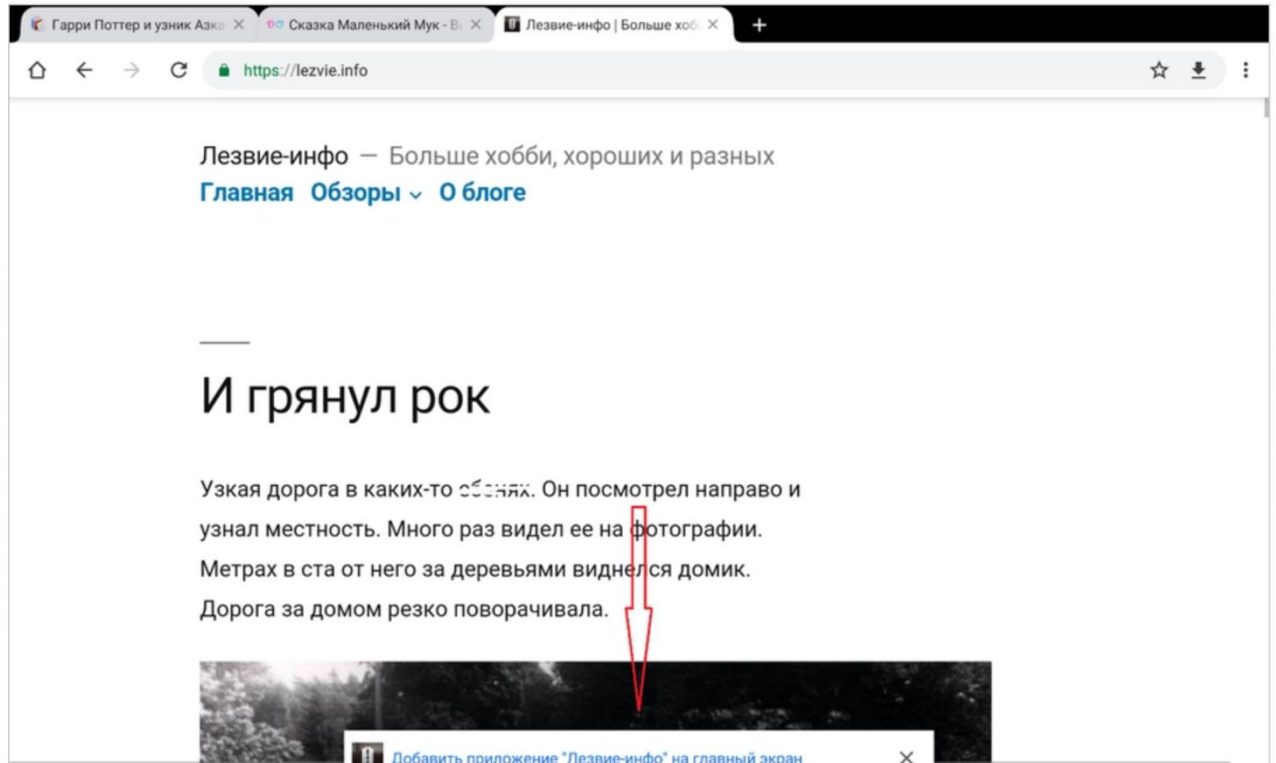 Гарри Поттер и узник Азка
Сказка Маленький Мук - В
Лезвие-инфо | Больше хоб
https://lezvie.info
Лезвие-инфо — Больше хобби, хороших и разных
Главная Обзоры О блоге
И грянул рок
Узкая дорога в каких-то . Он посмотрел направо и
узнал местность. Много раз видел ее на фотографии.
Метрах в ста от него за деревьями виднелся домик.
Дорога за домом резко поворачивала.
Добавить приложение "Лезвие-инфо" на главный экран